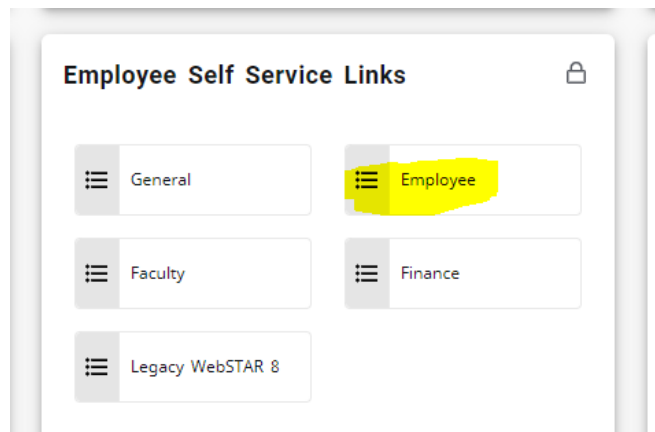 Employee Self Service Links
General
Employee
Faculty
Finance
Legacy WebSTAR 8